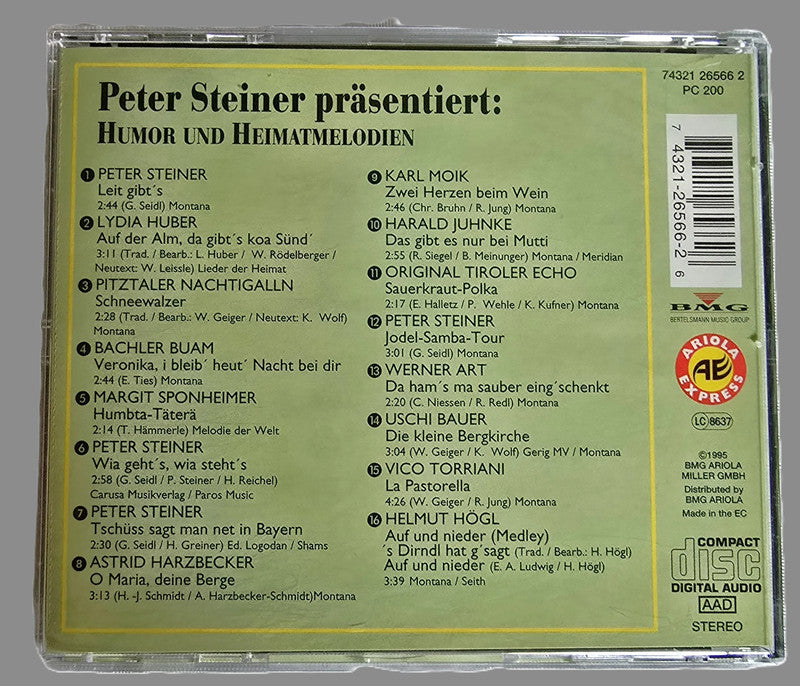 Peter Steiner präsentiert:
HUMOR UND HEIMATMELODIEN
1 PETER STEINER
Leit gibt´s
2:44 (G. Seidl) Montana
2 LYDIA HUBER
Auf der Alm, da gibt´s koa Sünd´
3:11 (Trad. / Bearb.: L. Huber / W. Rödelberger /
Neutext: W. Leissle) Lieder der Heimat
3 PITZTALER NACHTIGALLN
Schneewalzer
2:28 (Trad. / Bearb.: W. Geiger / Neutext: K. Wolf)
Montana
4 BACHLER BUAM
Veronika, i bleib´ heut´ Nacht bei dir
2:44 (E. Ties) Montana
5 MARGIT SPONHEIMER
Humbta-Täterä
2:14 (T. Hämmerle) Melodie der Welt
6 PETER STEINER
Wia geht´s, wia steht´s
2:58 (G. Seidl / P. Steiner / H. Reichel)
Carusa Musikverlag / Paros Music
7 PETER STEINER
Tschüss sagt man net in Bayern
2:30 (G. Seidl / H. Greiner) Ed. Logodan / Shams
8 ASTRID HARZBECKER
O Maria, deine Berge
3:13 (H. -J. Schmidt / A. Harzbecker-Schmidt)Montana
9 KARL MOIK
Zwei Herzen beim Wein
2:46 (Chr. Bruhn / R. Jung) Montana
10 HARALD JUHNKE
Das gibt es nur bei Mutti
2:55 (R. Siegel / B. Meinunger) Montana / Meridian
11 ORIGINAL TIROLER ECHO
Sauerkraut-Polka
2:17 (E. Halletz / P. Wehle / K. Kufner) Montana
12 PETER STEINER
Jodel-Samba-Tour
3:01 (G. Seidl) Montana
13 WERNER ART
Da ham´s ma sauber eing´schenkt
2:20 (C. Niessen / R. Redl) Montana
14 USCHI BAUER
Die kleine Bergkirche
3:04 (W. Geiger / K. Wolf) Gerig MV / Montana
15 VICO TORRIANI
La Pastorella
4:26 (W. Geiger / R. Jung) Montana
16 HELMUT HÖGL
Auf und nieder (Medley)
´s Dirndl hat g´sagt (Trad. / Bearb.: H. Högl)
Auf und nieder (E. A. Ludwig / H. Högl)
3:39 Montana / Seith
74321 26566 2
PC 200
7 4321-26566-2 6
BMG
BERTELSMANN MUSIC GROUP
ARIOLA
AE
EXPRESS
LC 8637
©1995
BMG ARIOLA
MILLER GMBH
Distributed by
BMG ARIOLA
Made in the EC
COMPACT
disc
DIGITAL AUDIO
AAD
STEREO